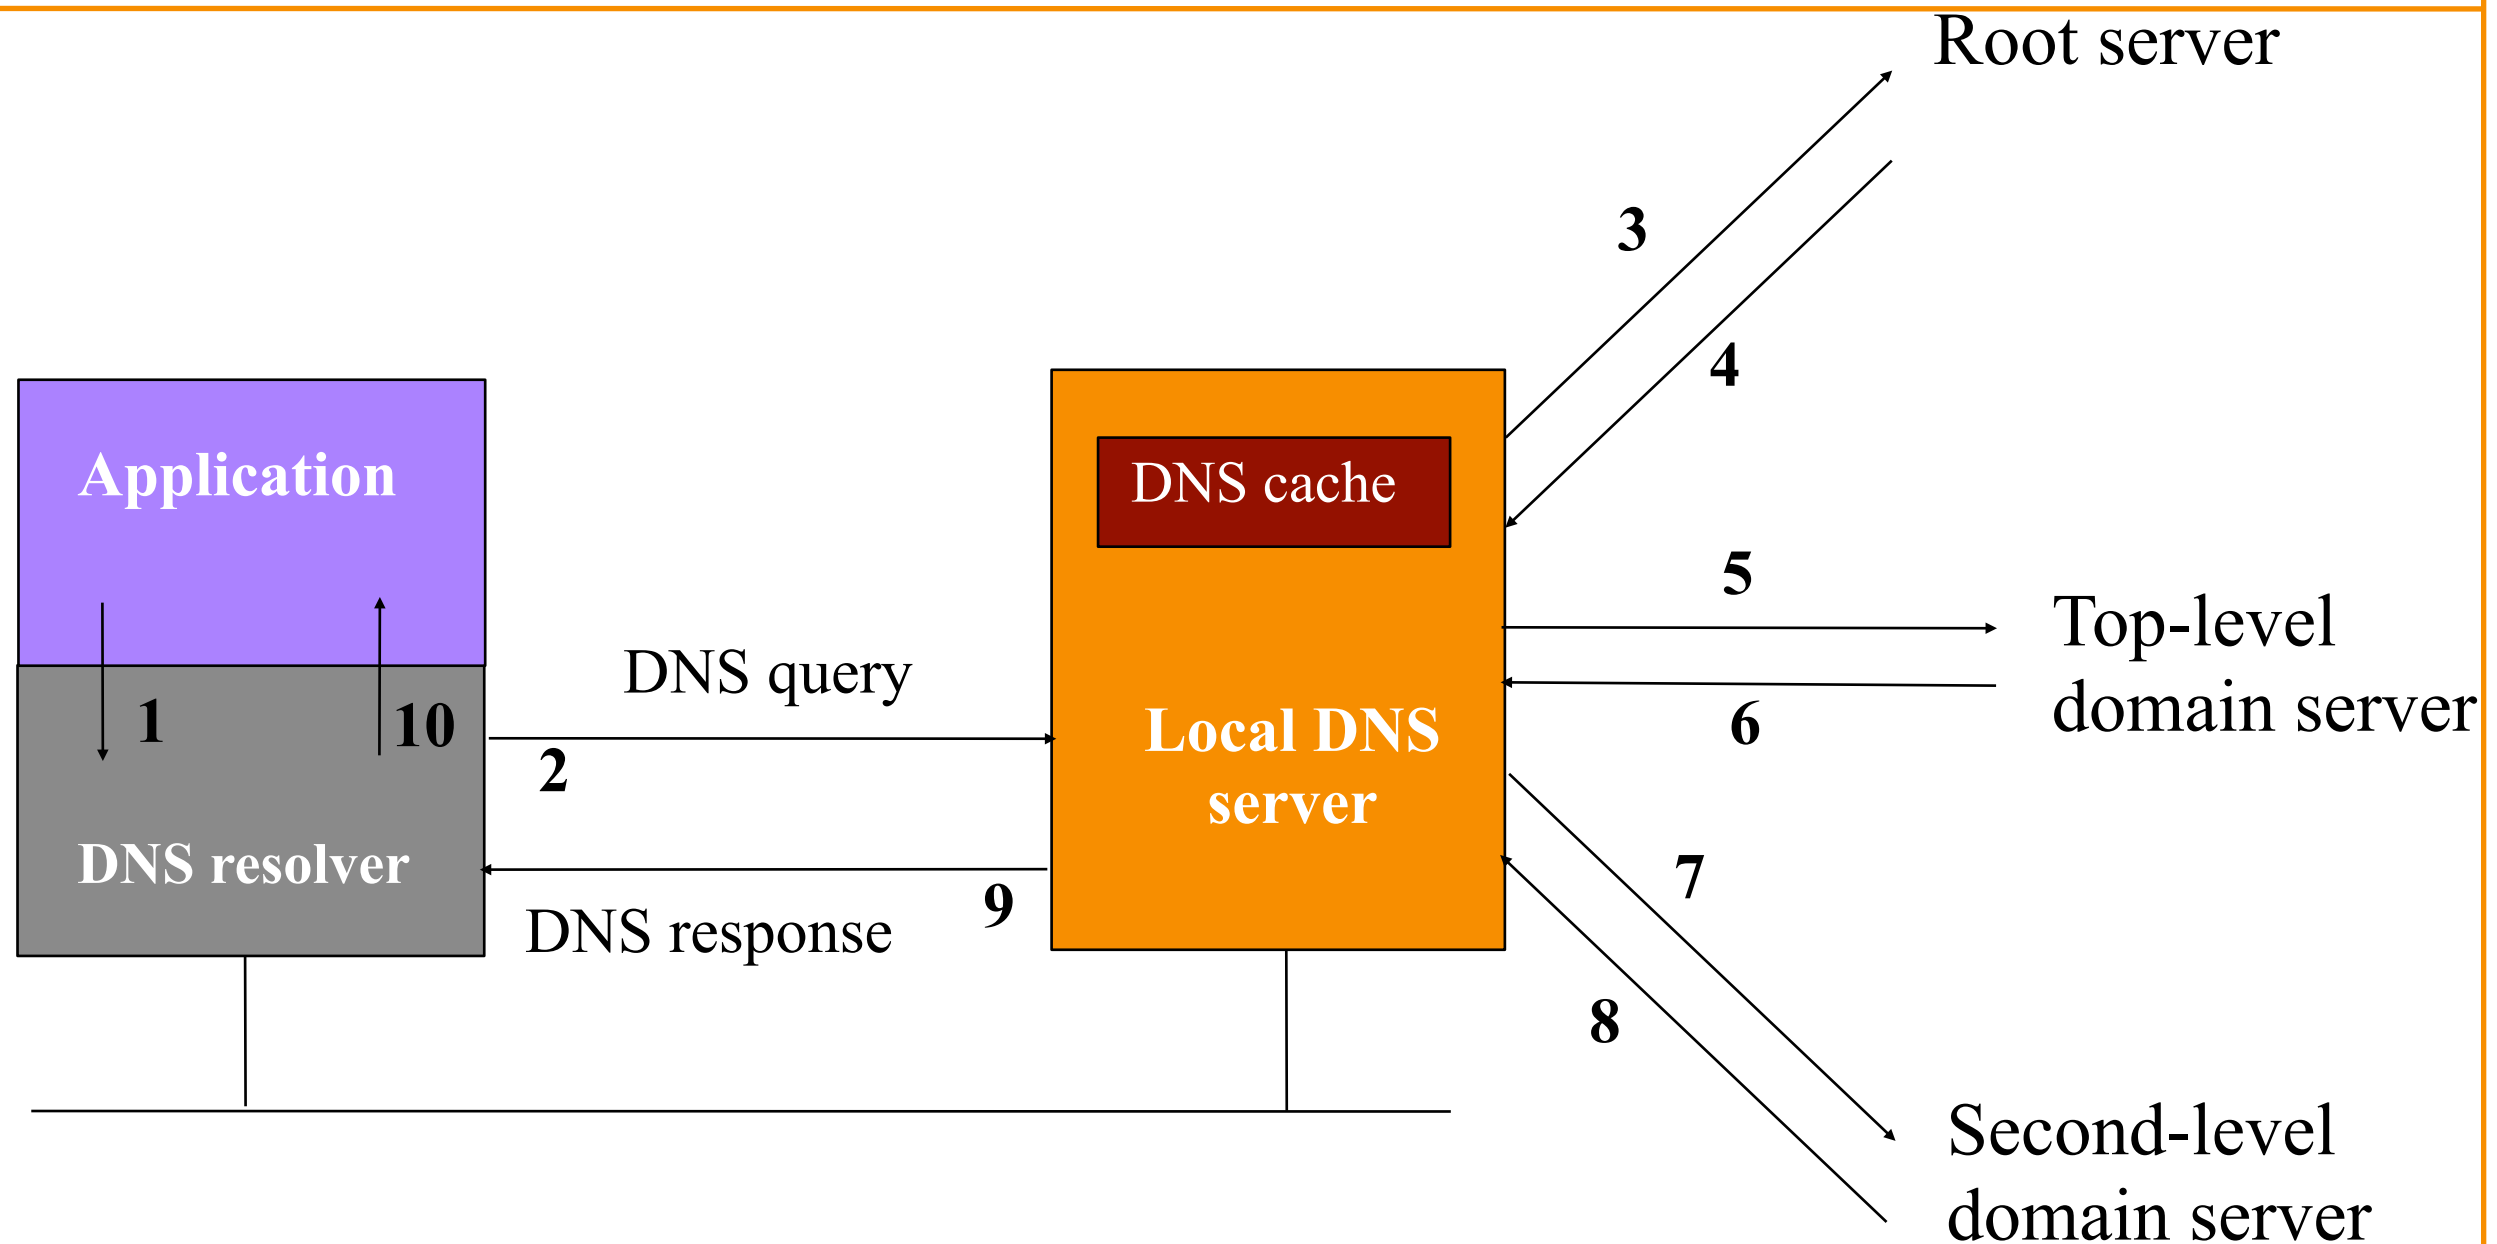 Root server
3
4
Application
DNS cache
5
Top-level
domain server
DNS query
1
10
Local DNS
server
6
2
DNS resolver
7
9
DNS response
8
Second-level
domain server